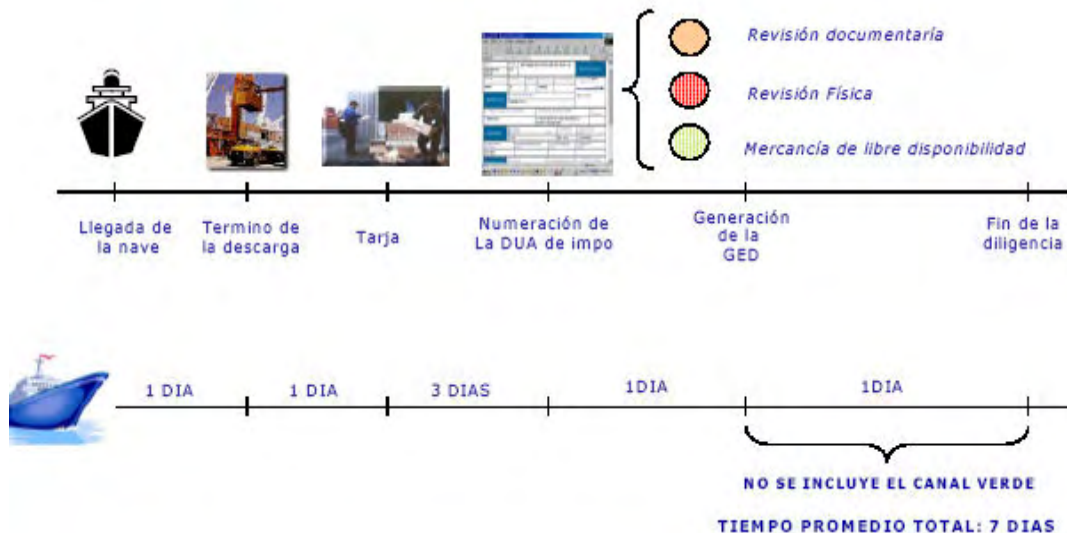 Revisión documentaría
Revisión Física
Mercancía de libre disponibilidad
Llegada de
la nave
Termino de
la descarga
Tarja
Numeración de
La DUA de impo
Generación
de la
GED
Fin de la
diligencia
1 DIA
1 DIA
3 DIAS
1DIA
1DIA
NO SE INCLUYE EL CANAL VERDE
TIEMPO PROMEDIO TOTAL: 7 DIAS